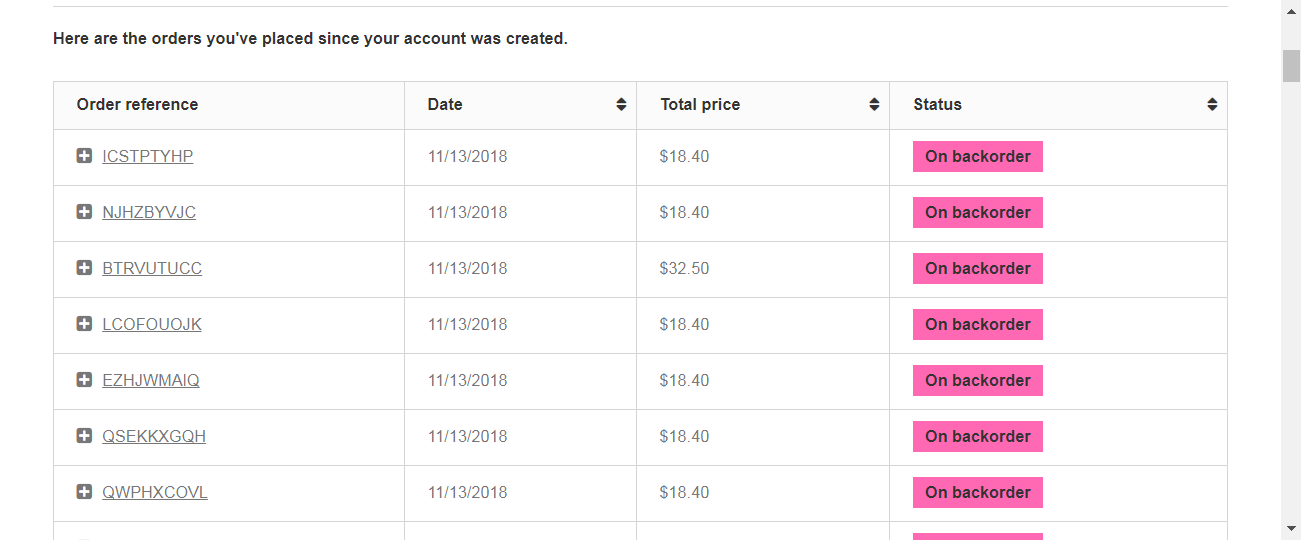 Here are the orders you've placed since your account was created.
Order reference Date Total price Status
ICSTPTYHP 11/13/2018 $18.40 On backorder
NJHZBYVJC 11/13/2018 $18.40 On backorder
BTRVUTUCC 11/13/2018 $32.50 On backorder
LCOFOUOJK 11/13/2018 $18.40 On backorder
EZHJWMAIQ 11/13/2018 $18.40 On backorder
QSEKKXGQH 11/13/2018 $18.40 On backorder
QWPHXCOVL 11/13/2018 $18.40 On backorder